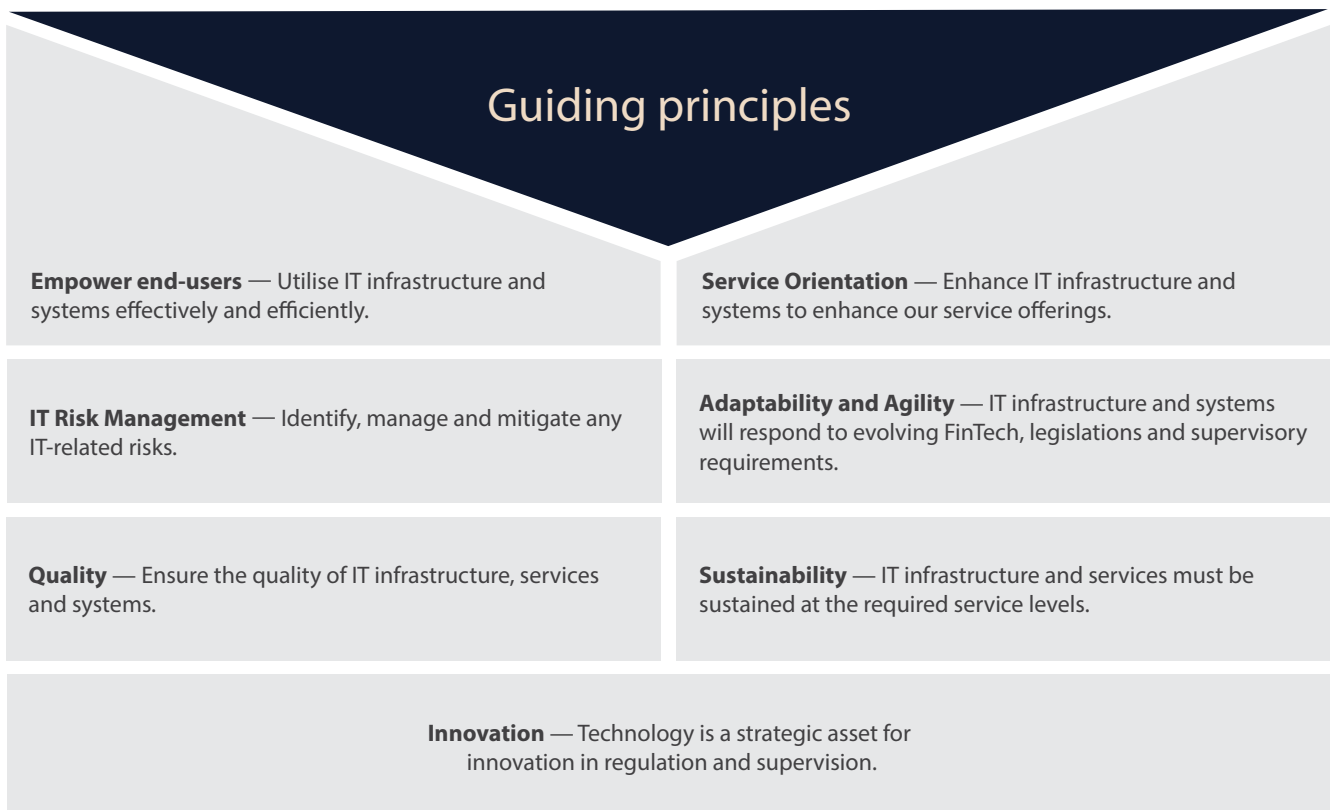 Guiding principles
Empower end-users — Utilise IT infrastructure and
systems effectively and efficiently.
Service Orientation — Enhance IT infrastructure and
systems to enhance our service offerings.
IT Risk Management — Identify, manage and mitigate any
IT-related risks.
Adaptability and Agility — IT infrastructure and systems
will respond to evolving FinTech, legislations and supervisory
requirements.
Quality — Ensure the quality of IT infrastructure, services
and systems.
Sustainability — IT infrastructure and services must be
sustained at the required service levels.
Innovation — Technology is a strategic asset for
innovation in regulation and supervision.